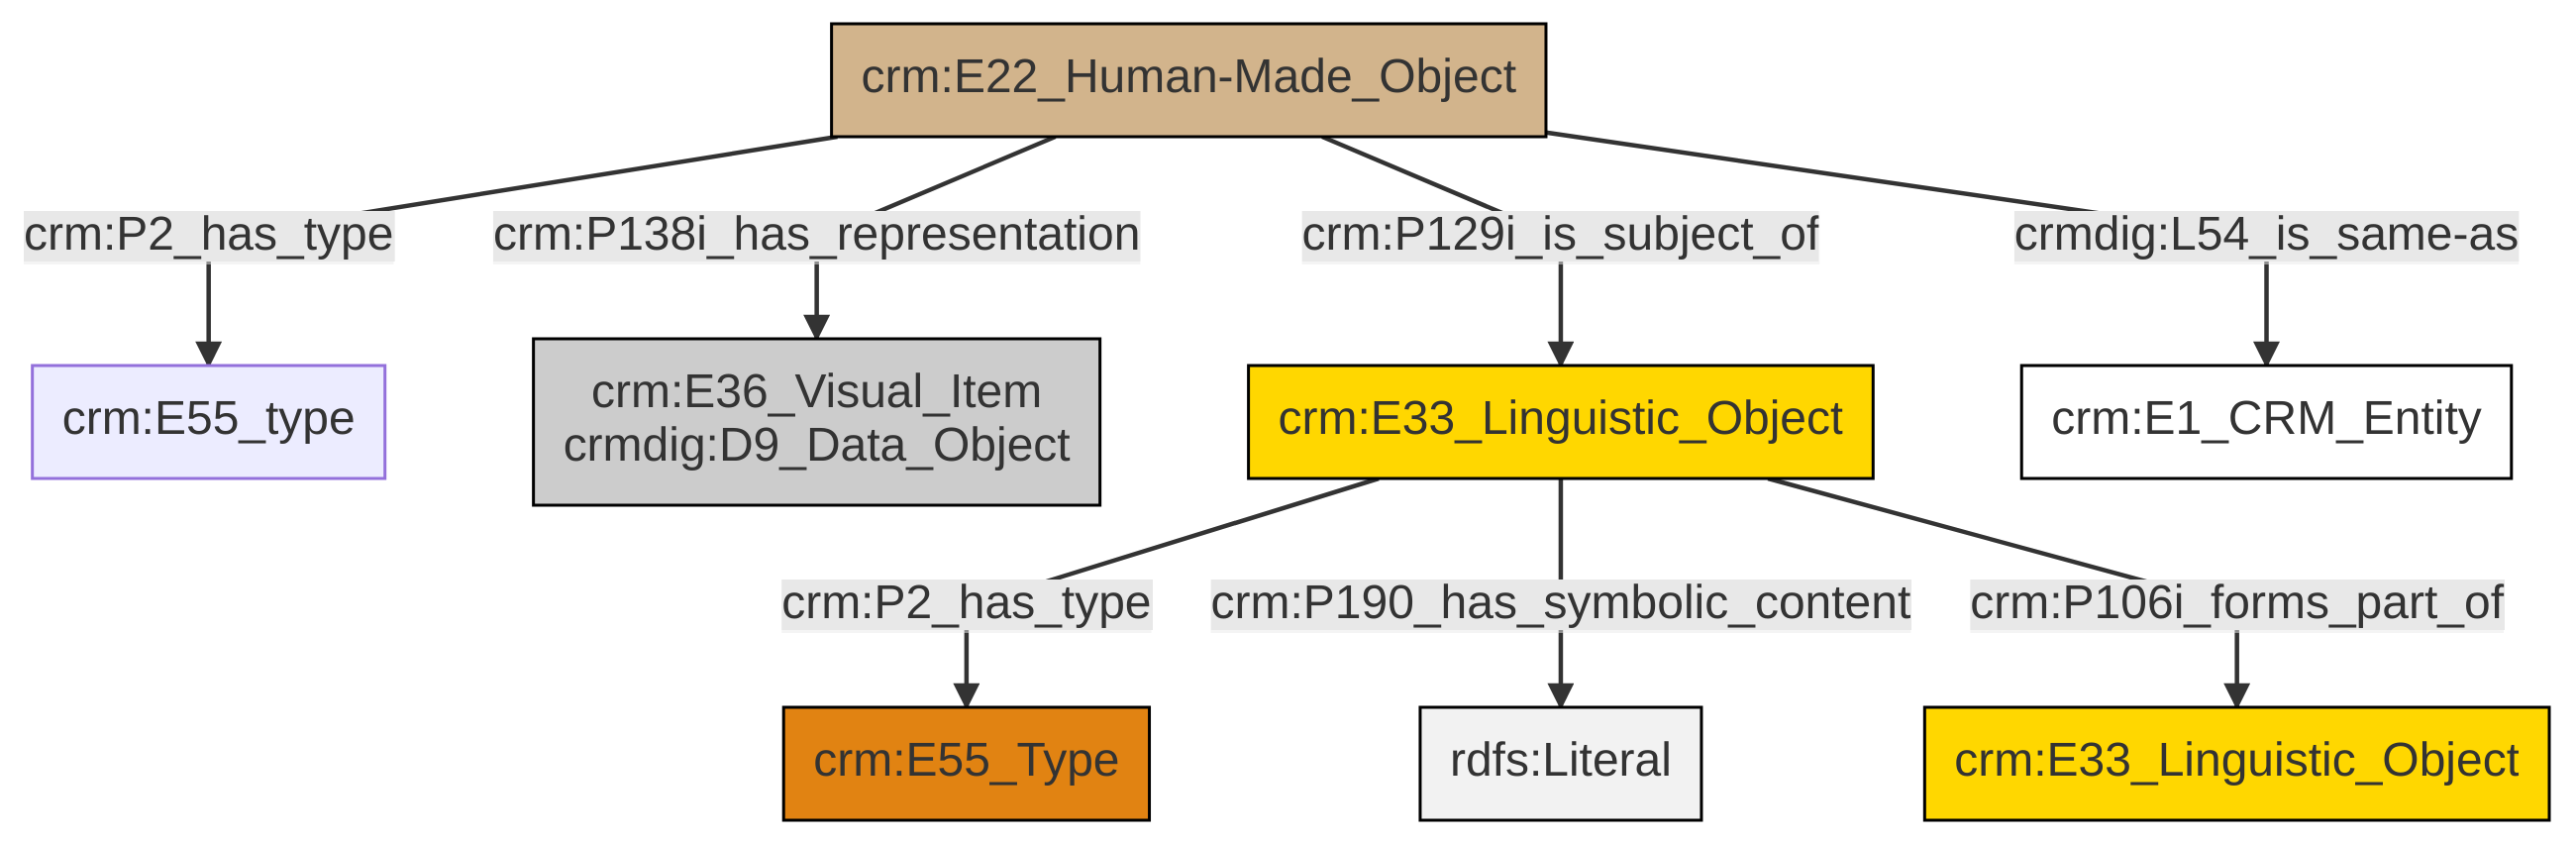 crm:E22_Human-Made_Object
crm:P2_has_type
crm:P138i_has_representation
crm:P129i_is_subject_of
crmdig:L54_is_same-as
crm:E55_type
crm:E36_Visual_Item
crmdig:D9_Data_Object
crm:E33_Linguistic_Object
crm:E1_CRM_Entity
crm:P2_has_type
crm:P190_has_symbolic_content
crm:P106i_forms_part_of
crm:E55_Type
rdfs:Literal
crm:E33_Linguistic_Object